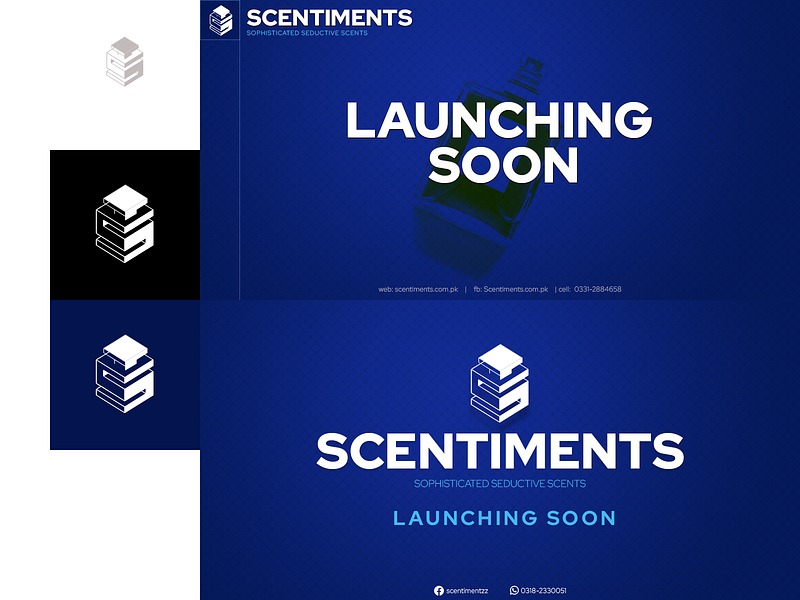 SCENTIMENTS
SOPHISTICATED SEDUCTIVE SCENTS
LAUNCHING
SOON
web: scentiments.com.pk | fb: Scentiments.com.pk | cell: 0331-2884658
SCENTIMENTS
SOPHISTICATED SEDUCTIVE SCENTS
LAUNCHING SOON
scentimentzz 0318-2330051